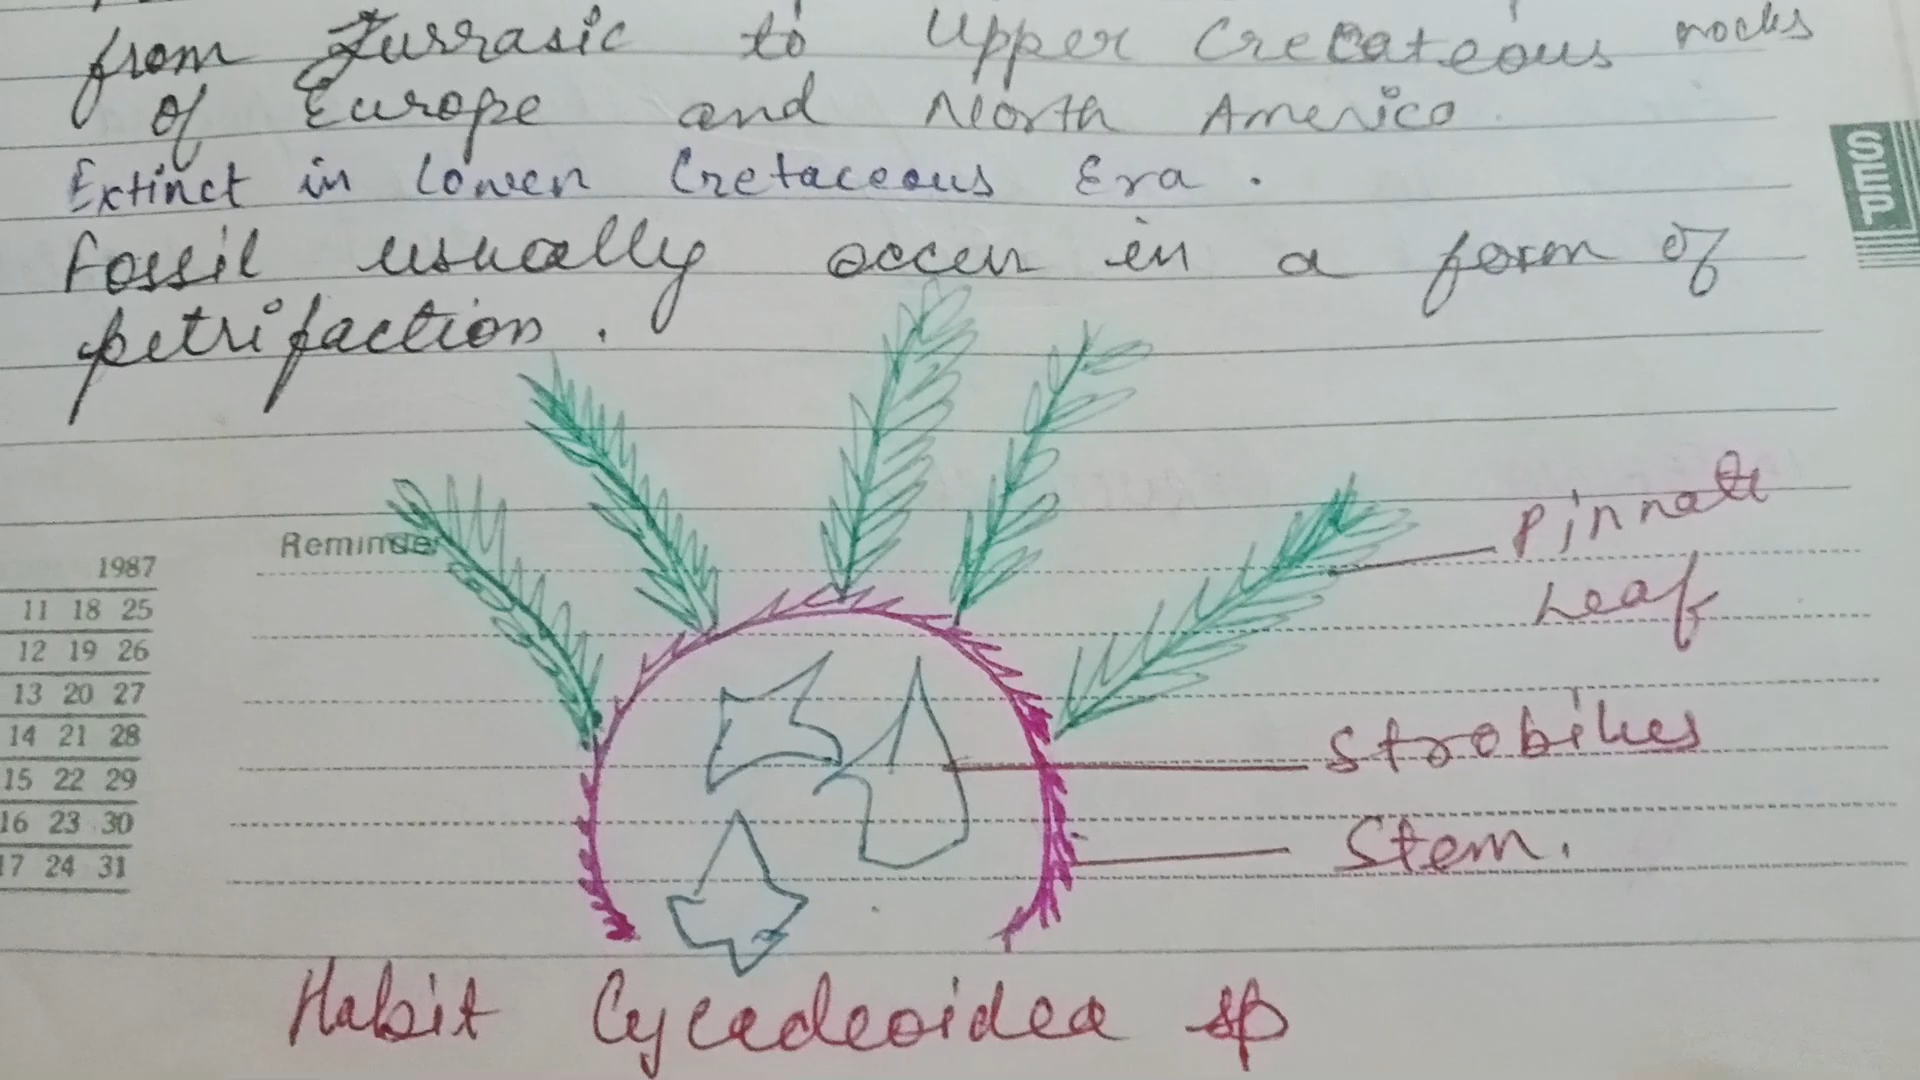 from Jurrasic to Upper Crecateous rocks
of Europe and North America.
Extinct in Lower Cretaceous Era.
Fossil usually occur in a form of
petrifaction.
SEP
Pinnate
Leaf
Reminder
1987
11 18 25
12 19 26
13 20 27
14 21 28
15 22 29
16 23 30
17 24 31
Strobiles
Stem.
Habit Cycadeoidea sp